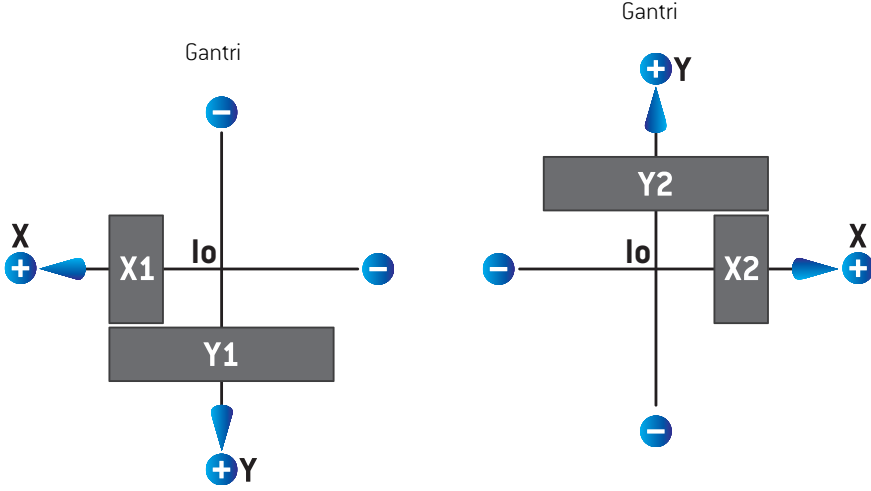 Gantri
−
X
+
X1
Io
−
Y1
+ Y
Gantri
+ Y
Y2
−
Io
X2
X
+
−